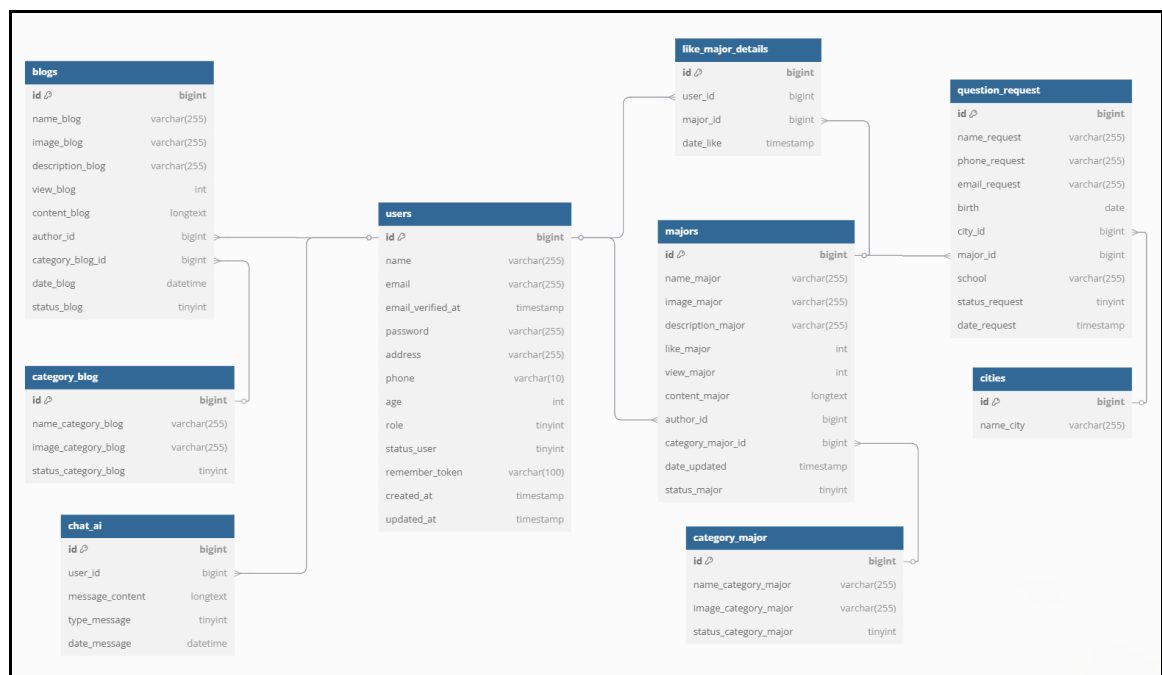 blogs
id bigint
name_blog varchar(255)
image_blog varchar(255)
description_blog varchar(255)
view_blog int
content_blog longtext
author_id bigint
category_blog_id bigint
date_blog datetime
status_blog tinyint
category_blog
id bigint
name_category_blog varchar(255)
image_category_blog varchar(255)
status_category_blog tinyint
chat_ai
id bigint
user_id bigint
message_content longtext
type_message tinyint
date_message datetime
users
id bigint
name varchar(255)
email varchar(255)
email_verified_at timestamp
password varchar(255)
address varchar(255)
phone varchar(10)
age int
role tinyint
status_user tinyint
remember_token varchar(100)
created_at timestamp
updated_at timestamp
like_major_details
id bigint
user_id bigint
major_id bigint
date_like timestamp
majors
id bigint
name_major varchar(255)
image_major varchar(255)
description_major varchar(255)
like_major int
view_major int
content_major longtext
author_id bigint
category_major_id bigint
date_updated timestamp
status_major tinyint
category_major
id bigint
name_category_major varchar(255)
image_category_major varchar(255)
status_category_major tinyint
question_request
id bigint
name_request varchar(255)
phone_request varchar(255)
email_request varchar(255)
birth date
city_id bigint
major_id bigint
school varchar(255)
status_request tinyint
date_request timestamp
cities
id bigint
name_city varchar(255)